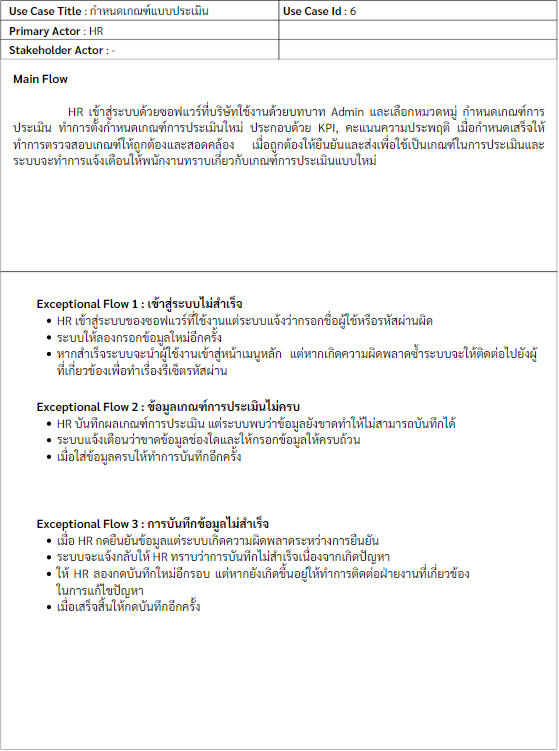 Use Case Title : กำหนดเกณฑ์แบบประเมิน
Use Case Id : 6
Primary Actor : HR
Stakeholder Actor : -
Main Flow
HR เข้าสู่ระบบด้วยซอฟแวร์ที่บริษัทใช้งานด้วยบทบาท Admin และเลือกหมวดหมู่ กำหนดเกณฑ์การ
ประเมิน ทำการตั้งกำหนดเกณฑ์การประเมินใหม่ ประกอบด้วย KPI, คะแนนความประพฤติ เมื่อกำหนดเสร็จให้
ทำการตรวจสอบเกณฑ์ให้ถูกต้องและสอดคล้อง เมื่อถูกต้องให้ยืนยันและส่งเพื่อใช้เป็นเกณฑ์ในการประเมินและ
ระบบจะทำการแจ้งเตือนให้พนักงานทราบเกี่ยวกับเกณฑ์การประเมินแบบใหม่
Exceptional Flow 1 : เข้าสู่ระบบไม่สำเร็จ
• HR เข้าสู่ระบบของซอฟแวร์ที่ใช้งานแต่ระบบแจ้งว่ากรอกชื่อผู้ใช้หรือรหัสผ่านผิด
• ระบบให้ลองกรอกข้อมูลใหม่อีกครั้ง
• หากสำเร็จระบบจะนำผู้ใช้งานเข้าสู่หน้าเมนูหลัก แต่หากเกิดความผิดพลาดซ้ำระบบจะให้ติดต่อไปยังผู้
ที่เกี่ยวข้องเพื่อทำเรื่องรีเซ็ตรหัสผ่าน
Exceptional Flow 2 : ข้อมูลเกณฑ์การประเมินไม่ครบ
• HR บันทึกผลเกณฑ์การประเมิน แต่ระบบพบว่าข้อมูลยังขาดทำให้ไม่สามารถบันทึกได้
• ระบบแจ้งเตือนว่าขาดข้อมูลช่องใดและให้กรอกข้อมูลให้ครบถ้วน
• เมื่อใส่ข้อมูลครบให้ทำการบันทึกอีกครั้ง
Exceptional Flow 3 : การบันทึกข้อมูลไม่สำเร็จ
• เมื่อ HR กดยืนยันข้อมูลแต่ระบบเกิดความผิดพลาดระหว่างการยืนยัน
• ระบบจะแจ้งกลับให้ HR ทราบว่าการบันทึกไม่สำเร็จเนื่องจากเกิดปัญหา
• ให้ HR ลองกดบันทึกใหม่อีกรอบ แต่หากยังเกิดขึ้นอยู่ให้ทำการติดต่อฝ่ายงานที่เกี่ยวข้อง
ในการแก้ไขปัญหา
• เมื่อเสร็จสิ้นให้กดบันทึกอีกครั้ง